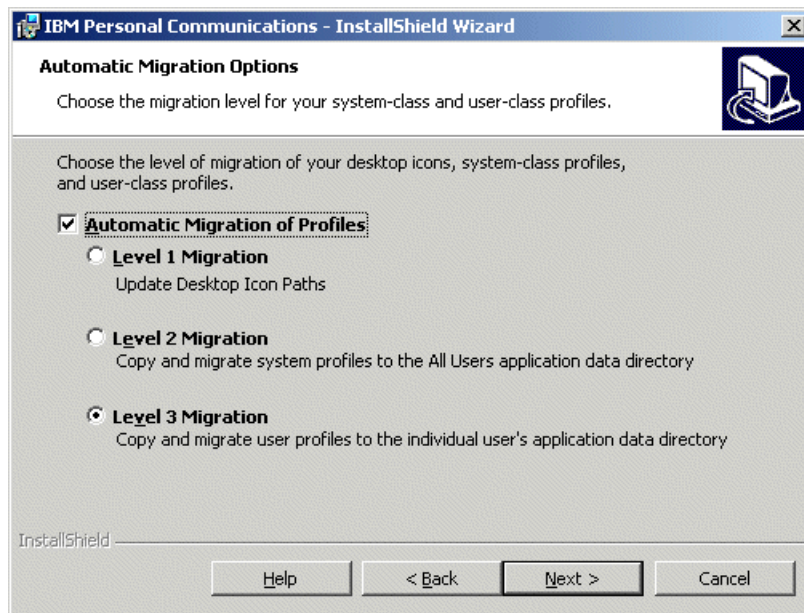 IBM Personal Communications - InstallShield Wizard
Automatic Migration Options
Choose the migration level for your system-class and user-class profiles.
Choose the level of migration of your desktop icons, system-class profiles,
and user-class profiles.
Automatic Migration of Profiles
Level 1 Migration
Update Desktop Icon Paths
Level 2 Migration
Copy and migrate system profiles to the All Users application data directory
Level 3 Migration
Copy and migrate user profiles to the individual user's application data directory
InstallShield
Help
< Back
Next >
Cancel